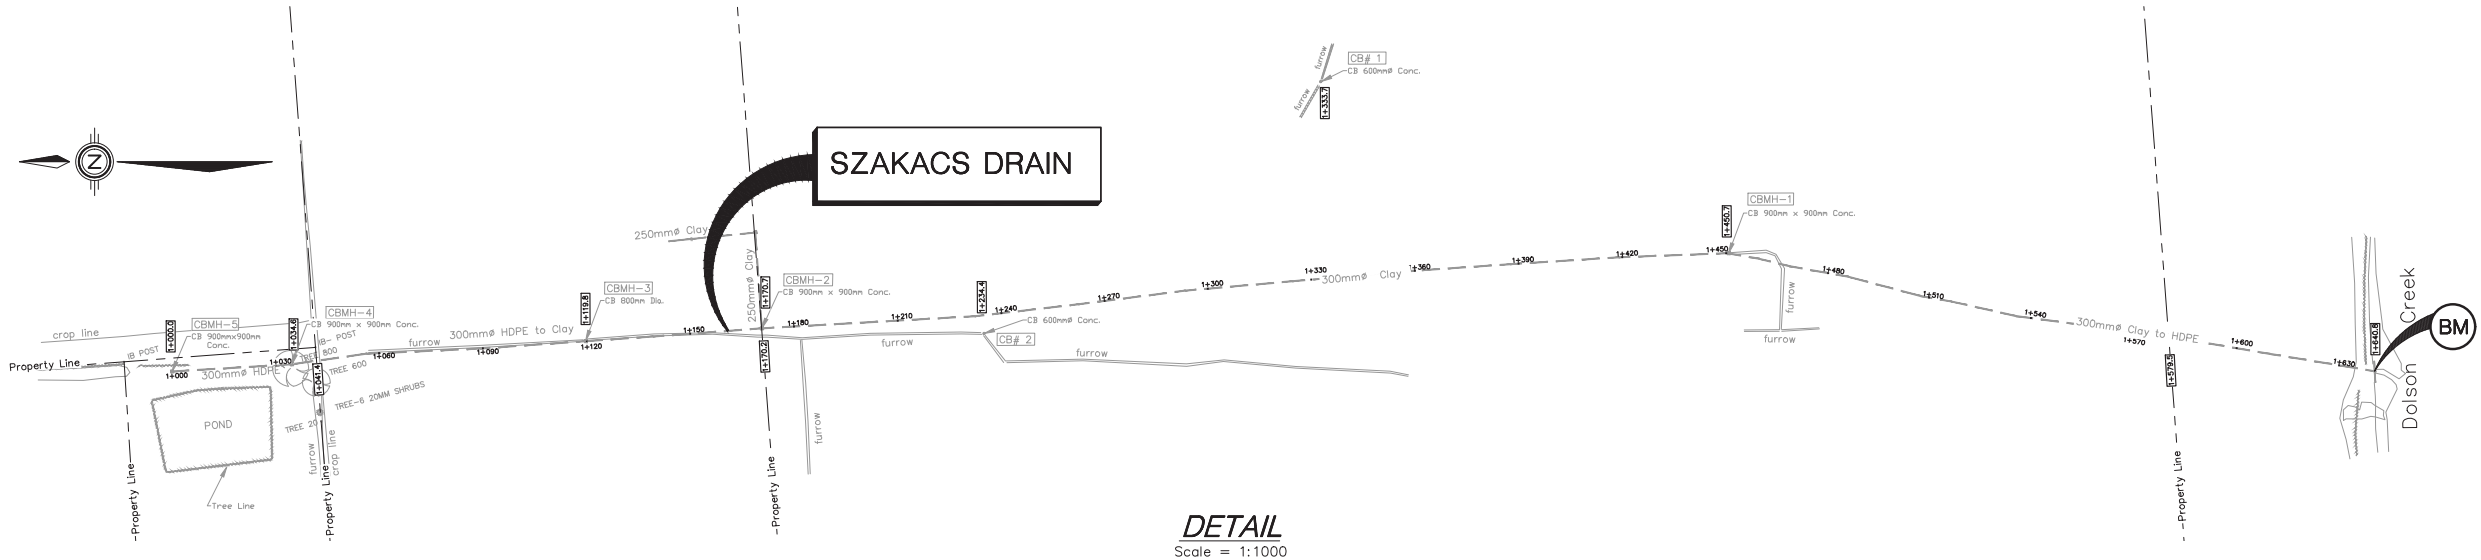 furrow
CB# 1
CB 600mmØ Conc.
furrow
1+333.7
Z
SZAKACS DRAIN
CBMH-1
CB 900mm x 900mm Conc.
1+450.7
250mmØ Clay
250mmØ Clay
CBMH-2
CB 900mm x 900mm Conc.
1+170.7
CBMH-3
CB 800mm Dia.
1+119.8
1+234.4
CB 600mmØ Conc.
CB# 2
CBMH-4
CB 900mm x 900mm Conc.
1+034.6
CBMH-5
CB 900mmx900mm
Conc.
1+000.0
crop line
IB POST
IB- POST
TREE 800
TREE 600
TREE-6 20MM SHRUBS
TREE 20
Property Line
1+000
300mmØ HDPE
1+030
1+041.4
1+060
furrow
1+090
300mmØ HDPE to Clay
1+120
1+150
1+170.2
1+180
1+210
1+240
1+270
1+300
1+330
300mmØ Clay
1+360
1+390
1+420
1+450
1+480
1+510
1+540
300mmØ Clay to HDPE
1+570
1+579.5
1+600
1+630
1+640.6
BM
Dolson Creek
furrow
furrow
furrow
furrow
furrow
POND
Tree Line
furrow
crop line
Property Line
Property Line
Property Line
Property Line
DETAIL
Scale = 1:1000